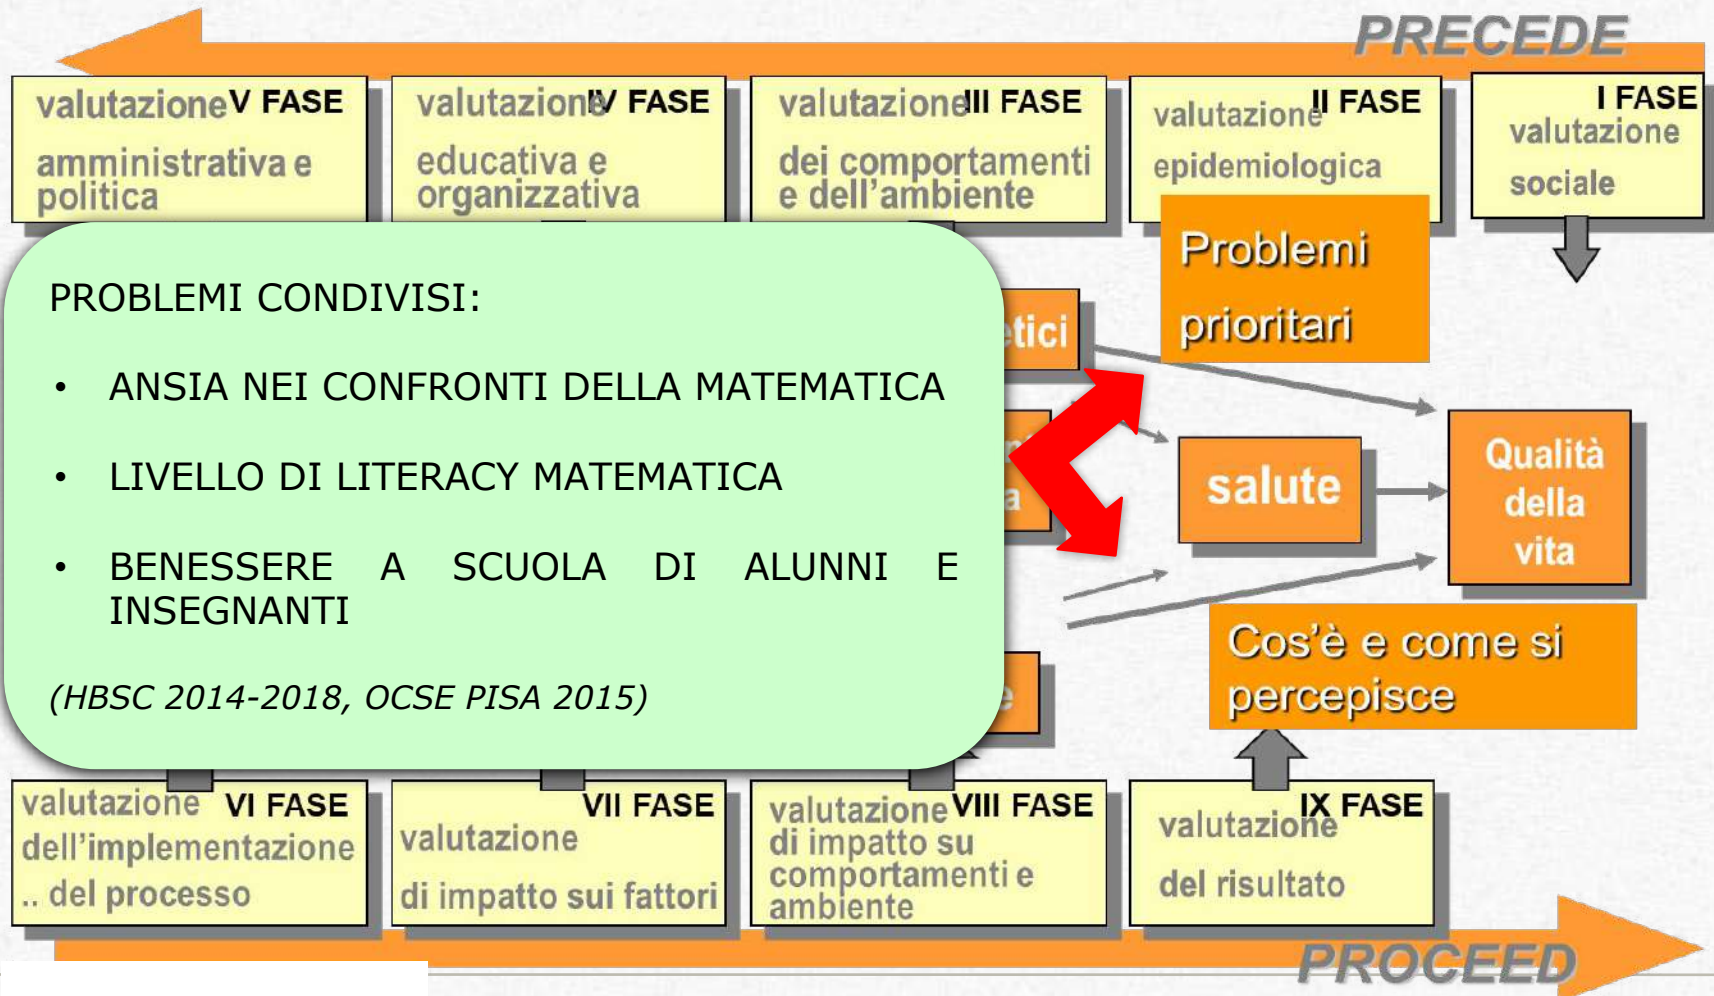 PRECEDE
valutazione V FASE
amministrativa e
politica
valutazione IV FASE
educativa e
organizzativa
valutazione III FASE
dei comportamenti
e dell'ambiente
valutazione II FASE
epidemiologica
I FASE
valutazione
sociale
Problemi
prioritari
PROBLEMI CONDIVISI:
• ANSIA NEI CONFRONTI DELLA MATEMATICA
• LIVELLO DI LITERACY MATEMATICA
• BENESSERE A SCUOLA DI ALUNNI E
INSEGNANTI
(HBSC 2014-2018, OCSE PISA 2015)
salute
Qualità
della
vita
Cos'è e come si
percepisce
valutazione VI FASE
dell'implementazione
.. del processo
VII FASE
valutazione
di impatto sui fattori
valutazione VIII FASE
di impatto su
comportamenti e
ambiente
IX FASE
valutazione
del risultato
PROCEED